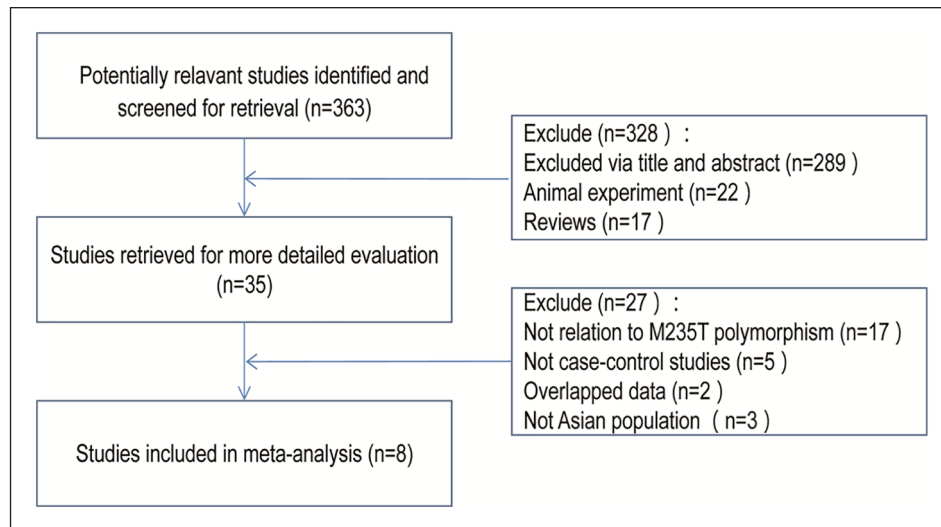 Potentially relavant studies identified and
screened for retrieval (n=363)
Exclude (n=328 ) :
Excluded via title and abstract (n=289)
Animal experiment (n=22 )
Reviews (n=17 )
Studies retrieved for more detailed evaluation
(n=35)
Exclude (n=27 ) :
Not relation to M235T polymorphism (n=17 )
Not case-control studies (n=5 )
Overlapped data (n=2 )
Not Asian population ( n=3 )
Studies included in meta-analysis (n=8)